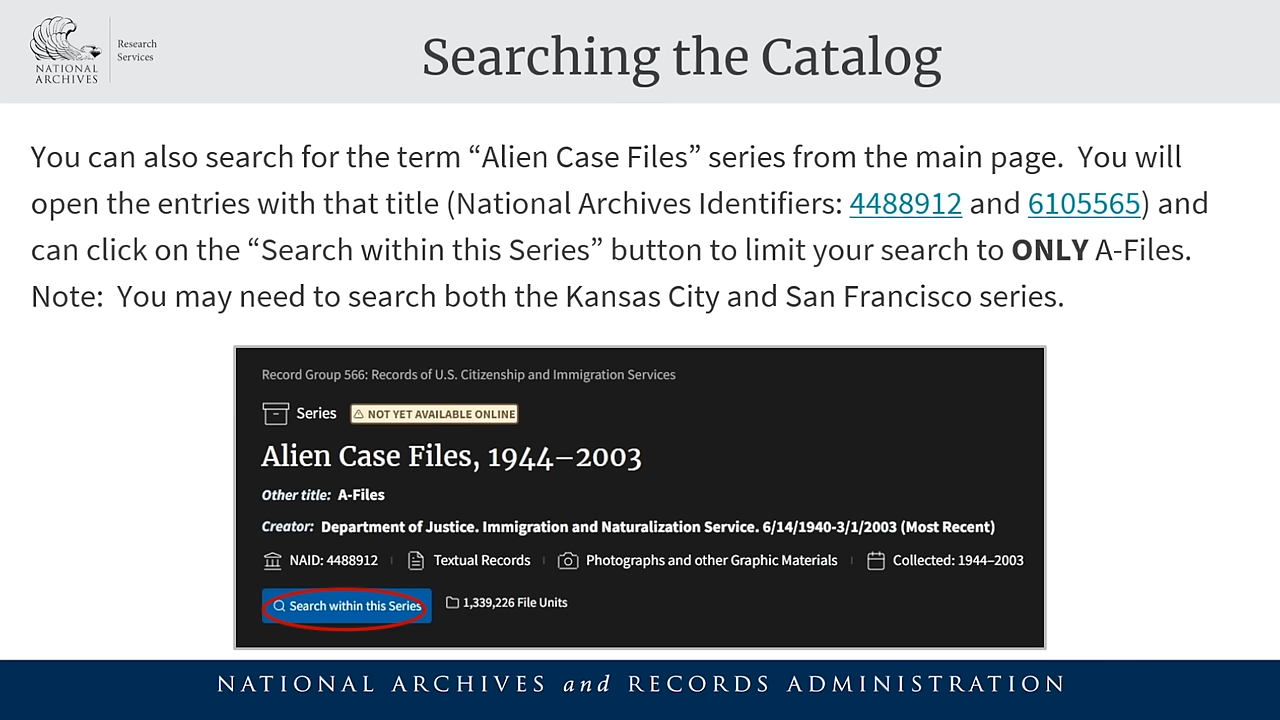 NATIONAL
ARCHIVES
Research
Services
Searching the Catalog
You can also search for the term “Alien Case Files” series from the main page.  You will
open the entries with that title (National Archives Identifiers: 4488912 and 6105565) and
can click on the “Search within this Series” button to limit your search to ONLY A-Files.
Note:  You may need to search both the Kansas City and San Francisco series.
Record Group 566: Records of U.S. Citizenship and Immigration Services
Series NOT YET AVAILABLE ONLINE
Alien Case Files, 1944–2003
Other title: A-Files
Creator: Department of Justice. Immigration and Naturalization Service. 6/14/1940-3/1/2003 (Most Recent)
NAID: 4488912 | Textual Records | Photographs and other Graphic Materials | Collected: 1944–2003
Search within this Series 1,339,226 File Units
NATIONAL ARCHIVES and RECORDS ADMINISTRATION